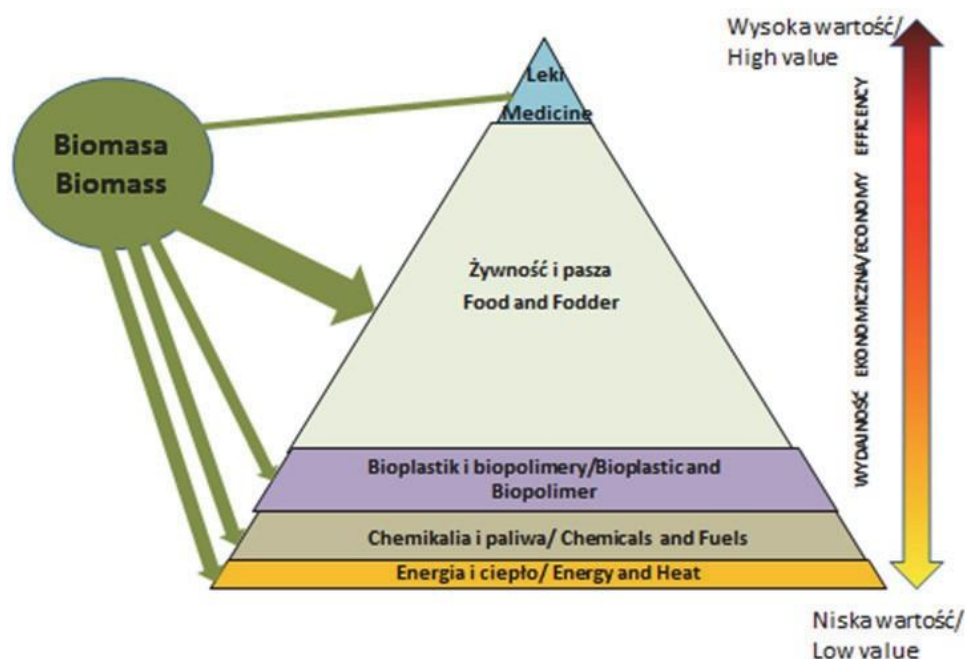 Biomasa
Biomass
Leki
Medicine
Żywność i pasza
Food and Fodder
Bioplastik i biopolimery/Bioplastic and
Biopolimer
Chemikalia i paliwa/ Chemicals and Fuels
Energia i ciepło/ Energy and Heat
Wysoka wartość/
High value
WYDAJNOŚĆ EKONOMICZNA/ECONOMY EFFICENCY
Niska wartość/
Low value